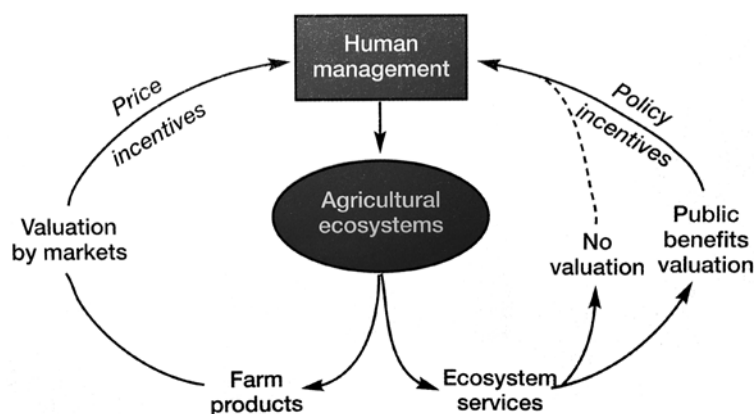 Human
management
Price
incentives
Policy
incentives
Agricultural
ecosystems
Valuation
by markets
No
valuation
Public
benefits
valuation
Farm
products
Ecosystem
services